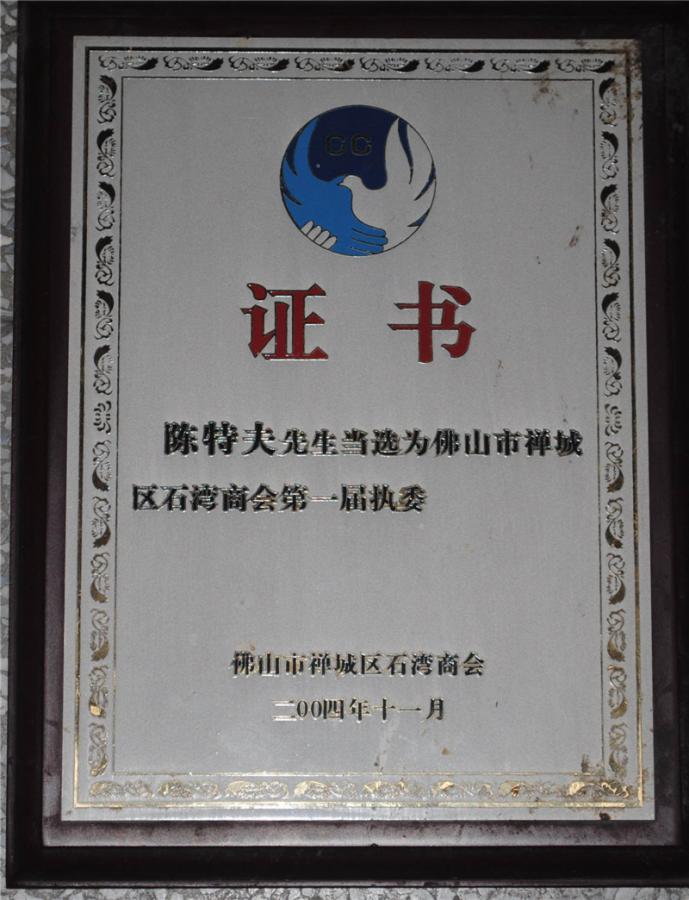 CC
证书
陈特夫先生当选为佛山市禅城
区石湾商会第一届执委
佛山市禅城区石湾商会
二00四年十一月